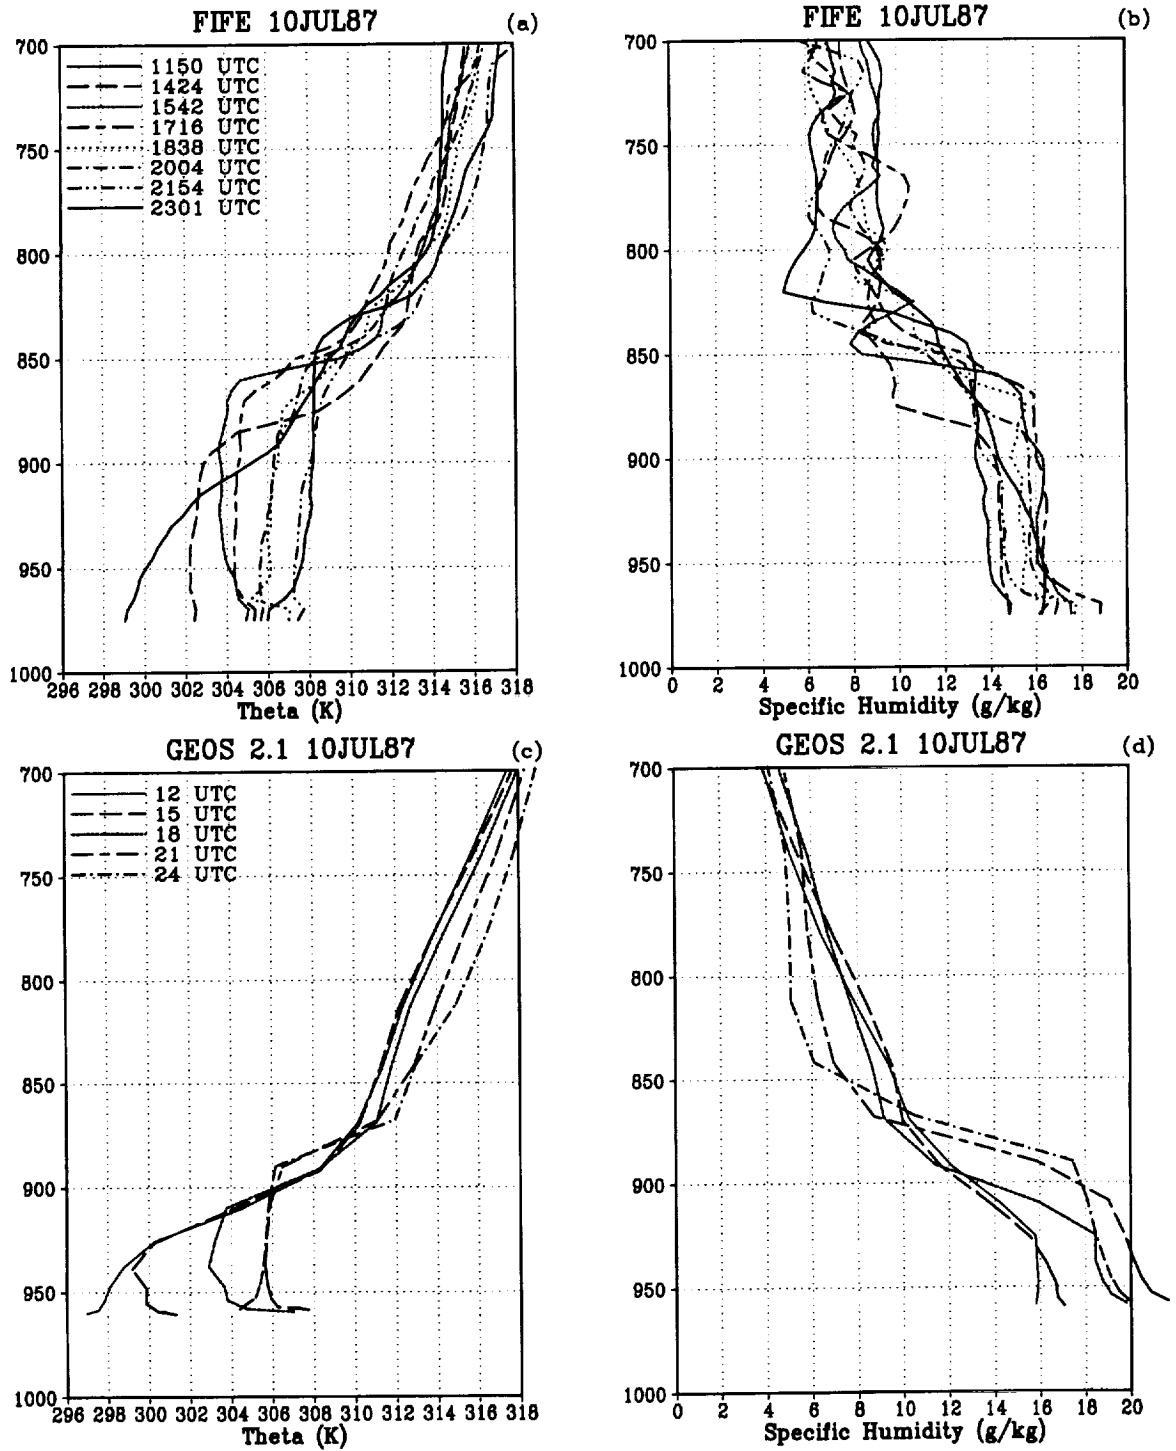 FIFE 10JUL87 (a)
700
750
800
850
900
950
1000
1150 UTC
1424 UTC
1542 UTC
1716 UTC
1838 UTC
2004 UTC
2154 UTC
2301 UTC
296 298 300 302 304 306 308 310 312 314 316 318
Theta (K)
FIFE 10JUL87 (b)
700
750
800
850
900
950
1000
0 2 4 6 8 10 12 14 16 18 20
Specific Humidity (g/kg)
GEOS 2.1 10JUL87 (c)
700
750
800
850
900
950
1000
12 UTC
15 UTC
18 UTC
21 UTC
24 UTC
296 298 300 302 304 306 308 310 312 314 316 318
Theta (K)
GEOS 2.1 10JUL87 (d)
700
750
800
850
900
950
1000
0 2 4 6 8 10 12 14 16 18 20
Specific Humidity (g/kg)